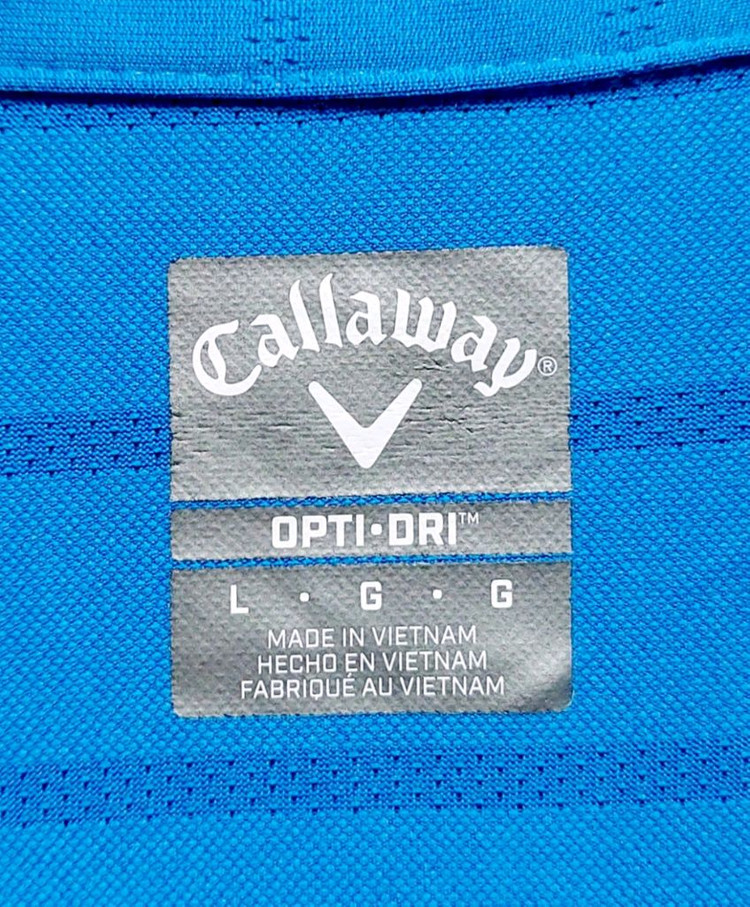 Callaway®
OPTI•DRI™
L • G • G
MADE IN VIETNAM
HECHO EN VIETNAM
FABRIQUÉ AU VIETNAM